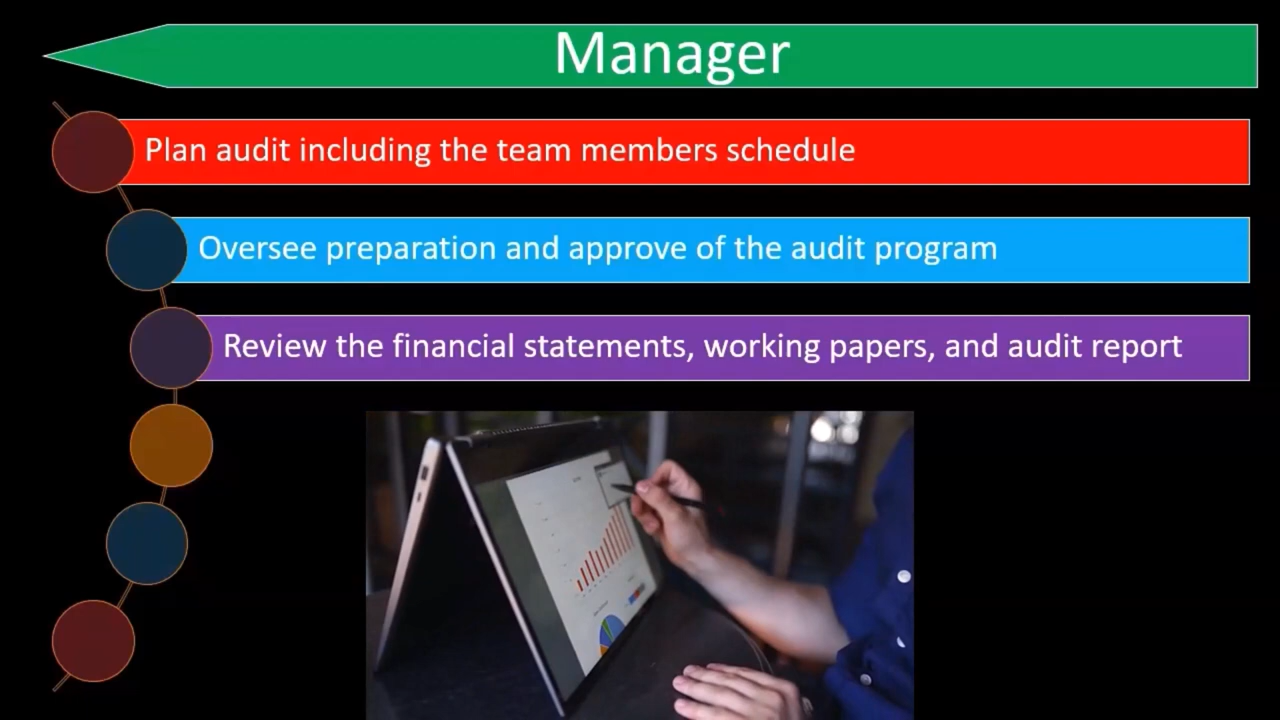 Manager
Plan audit including the team members schedule
Oversee preparation and approve of the audit program
Review the financial statements, working papers, and audit report